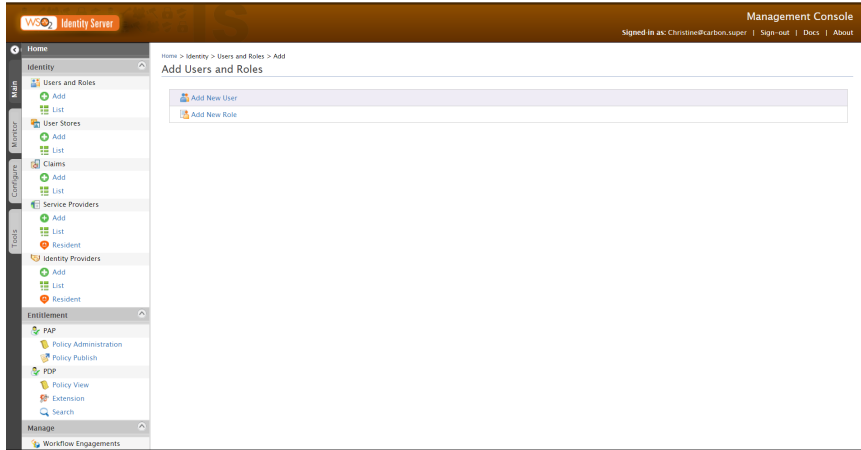 WSO2 Identity Server
Management Console
Signed-in as: Christine@carbon.super | Sign-out | Docs | About
Main
Monitor
Configure
Tools
Home
Identity
Users and Roles
Add
List
User Stores
Add
List
Claims
Add
List
Service Providers
Add
List
Resident
Identity Providers
Add
List
Resident
Entitlement
PAP
Policy Administration
Policy Publish
PDP
Policy View
Extension
Search
Manage
Workflow Engagements
Home > Identity > Users and Roles > Add
Add Users and Roles
Add New User
Add New Role